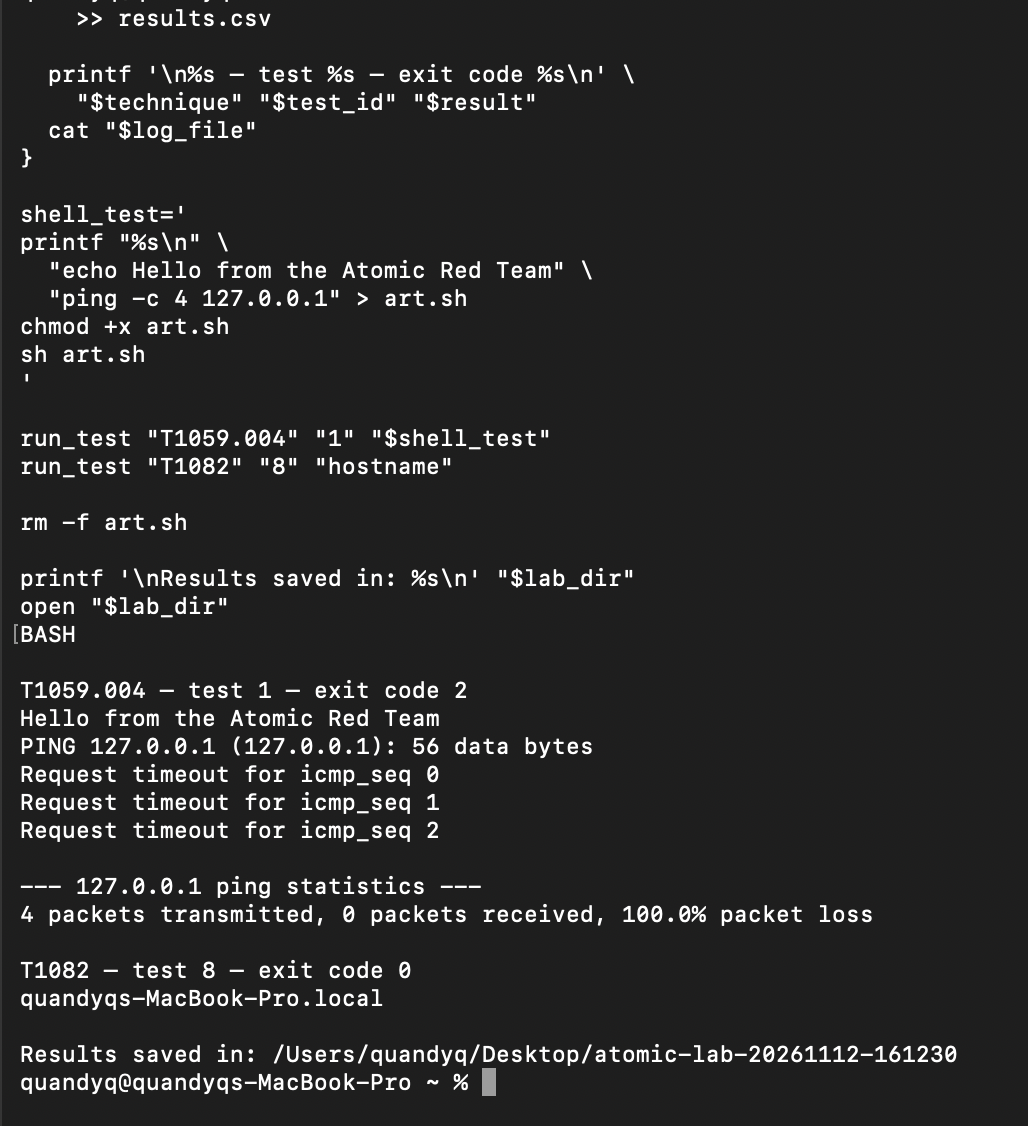 >> results.csv

  printf '\n%s — test %s — exit code %s\n' \
    "$technique" "$test_id" "$result"
  cat "$log_file"
}

shell_test='
printf "%s\n" \
  "echo Hello from the Atomic Red Team" \
  "ping -c 4 127.0.0.1" > art.sh
chmod +x art.sh
sh art.sh
'

run_test "T1059.004" "1" "$shell_test"
run_test "T1082" "8" "hostname"

rm -f art.sh

printf '\nResults saved in: %s\n' "$lab_dir"
open "$lab_dir"
[BASH

T1059.004 — test 1 — exit code 2
Hello from the Atomic Red Team
PING 127.0.0.1 (127.0.0.1): 56 data bytes
Request timeout for icmp_seq 0
Request timeout for icmp_seq 1
Request timeout for icmp_seq 2

--- 127.0.0.1 ping statistics ---
4 packets transmitted, 0 packets received, 100.0% packet loss

T1082 — test 8 — exit code 0
quandyqs-MacBook-Pro.local

Results saved in: /Users/quandyq/Desktop/atomic-lab-20261112-161230
quandyq@quandyqs-MacBook-Pro ~ %